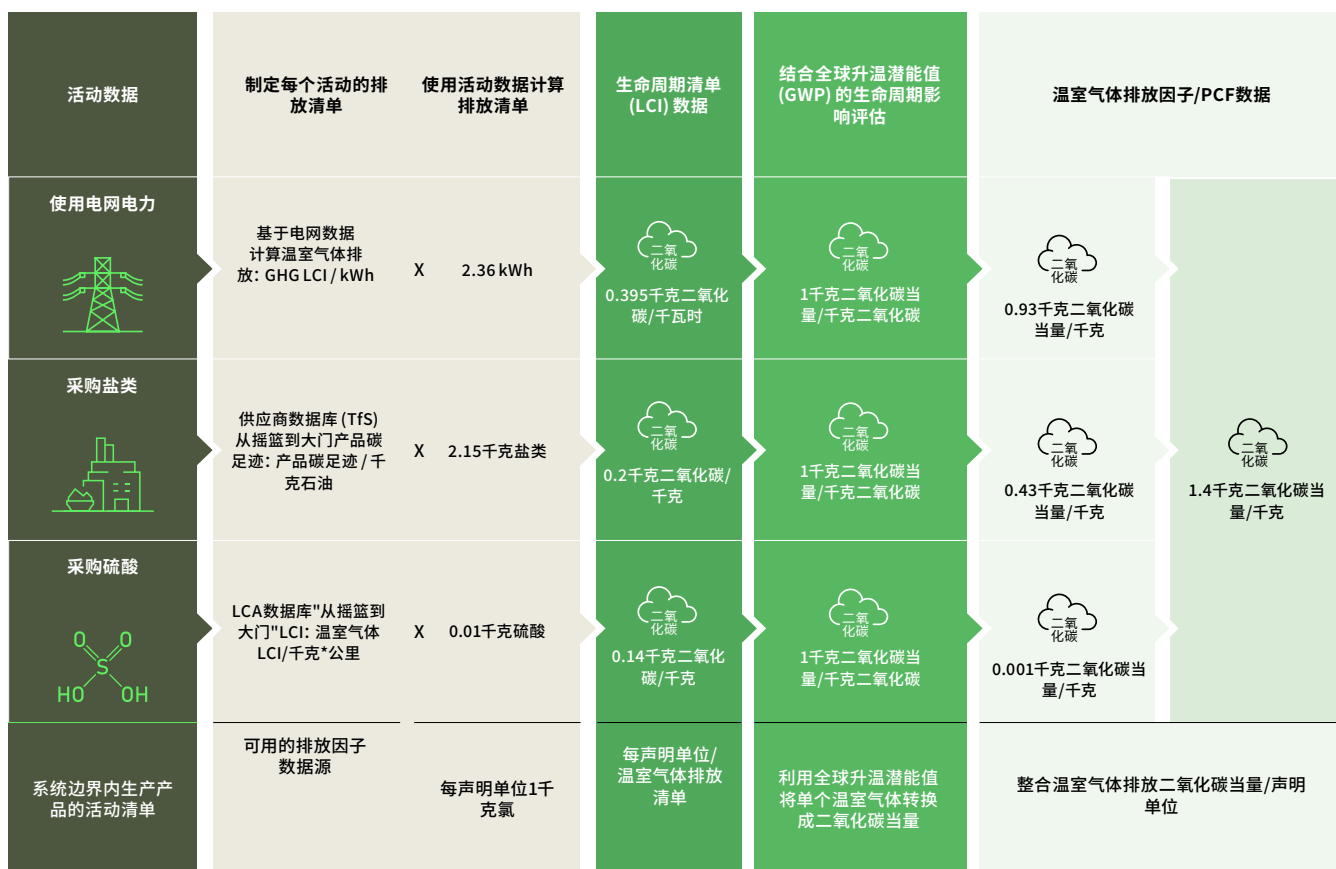 活动数据
制定每个活动的排
放清单
使用活动数据计算
排放清单
生命周期清单
(LCI) 数据
结合全球升温潜能值
(GWP) 的生命周期影
响评估
温室气体排放因子/PCF数据
使用电网电力
基于电网数据
计算温室气体排
放：GHG LCI / kWh
X
2.36 kWh
二氧
化碳
0.395千克二氧化
碳/千瓦时
二氧
化碳
1千克二氧化碳当
量/千克二氧化碳
二氧
化碳
0.93千克二氧化碳
当量/千克
采购盐类
供应商数据库 (TfS)
从摇篮到大门产品碳
足迹：产品碳足迹 / 千
克石油
X
2.15千克盐类
二氧
化碳
0.2千克二氧化碳/
千克
二氧
化碳
1千克二氧化碳当
量/千克二氧化碳
二氧
化碳
0.43千克二氧化碳
当量/千克
二氧
化碳
1.4千克二氧化碳当
量/千克
采购硫酸
O O
S
HO OH
LCA数据库"从摇篮到
大门"LCI：温室气体
LCI/千克*公里
X
0.01千克硫酸
二氧
化碳
0.14千克二氧化
碳/千克
二氧
化碳
1千克二氧化碳当
量/千克二氧化碳
二氧
化碳
0.001千克二氧化碳当
量/千克
系统边界内生产产
品的活动清单
可用的排放因子
数据源
每声明单位1千
克氯
每声明单位/
温室气体排放
清单
利用全球升温潜能值
将单个温室气体转换
成二氧化碳当量
整合温室气体排放二氧化碳当量/声明
单位